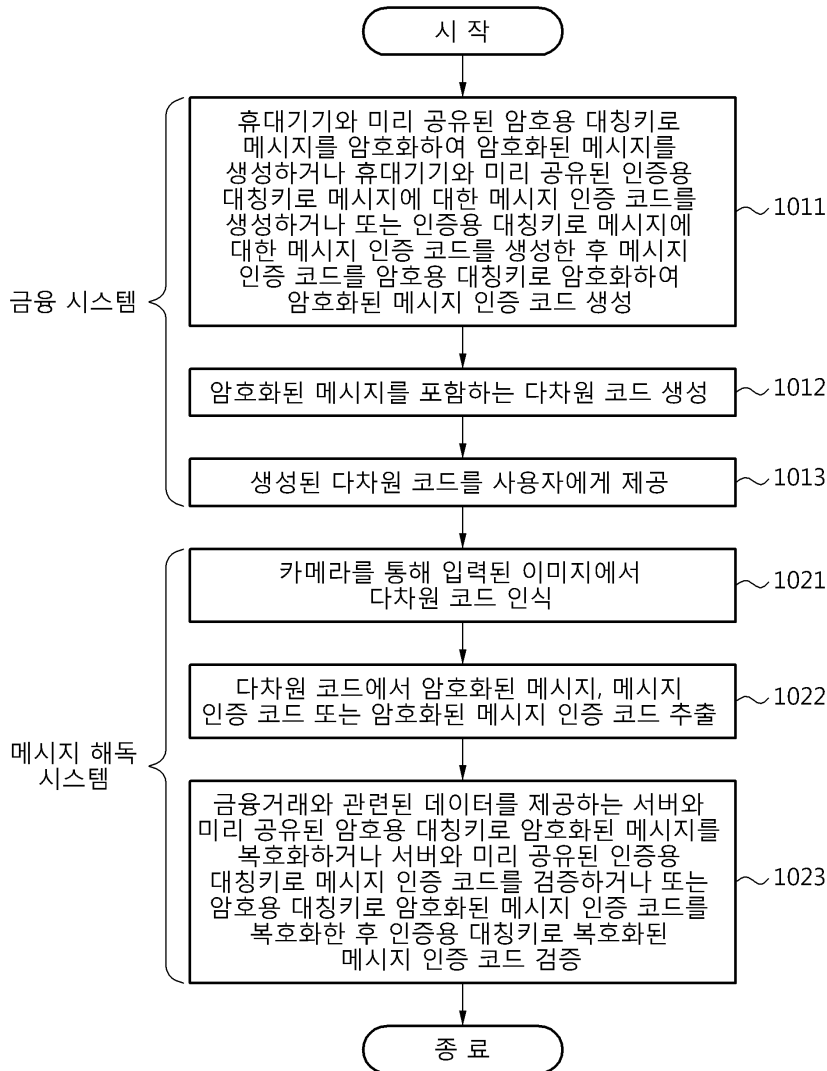 시 작
휴대기기와 미리 공유된 암호용 대칭키로
메시지를 암호화하여 암호화된 메시지를
생성하거나 휴대기기와 미리 공유된 인증용
대칭키로 메시지에 대한 메시지 인증 코드를
생성하거나 또는 인증용 대칭키로 메시지에
대한 메시지 인증 코드를 생성한 후 메시지
인증 코드를 암호용 대칭키로 암호화하여
암호화된 메시지 인증 코드 생성
1011
금융 시스템
암호화된 메시지를 포함하는 다차원 코드 생성
1012
생성된 다차원 코드를 사용자에게 제공
1013
카메라를 통해 입력된 이미지에서
다차원 코드 인식
1021
다차원 코드에서 암호화된 메시지, 메시지
인증 코드 또는 암호화된 메시지 인증 코드 추출
1022
메시지 해독
시스템
금융거래와 관련된 데이터를 제공하는 서버와
미리 공유된 암호용 대칭키로 암호화된 메시지를
복호화하거나 서버와 미리 공유된 인증용
대칭키로 메시지 인증 코드를 검증하거나 또는
암호용 대칭키로 암호화된 메시지 인증 코드를
복호화한 후 인증용 대칭키로 복호화된
메시지 인증 코드 검증
1023
종 료